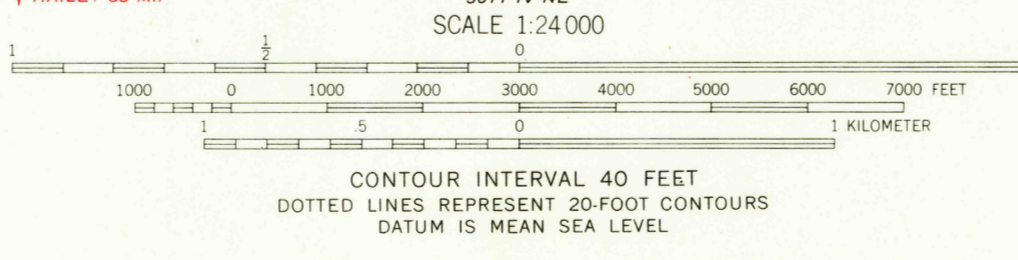 SCALE 1:24 000
1 ½ 0
1000 0 1000 2000 3000 4000 5000 6000 7000 FEET
1 .5 0 1 KILOMETER
CONTOUR INTERVAL 40 FEET
DOTTED LINES REPRESENT 20-FOOT CONTOURS
DATUM IS MEAN SEA LEVEL